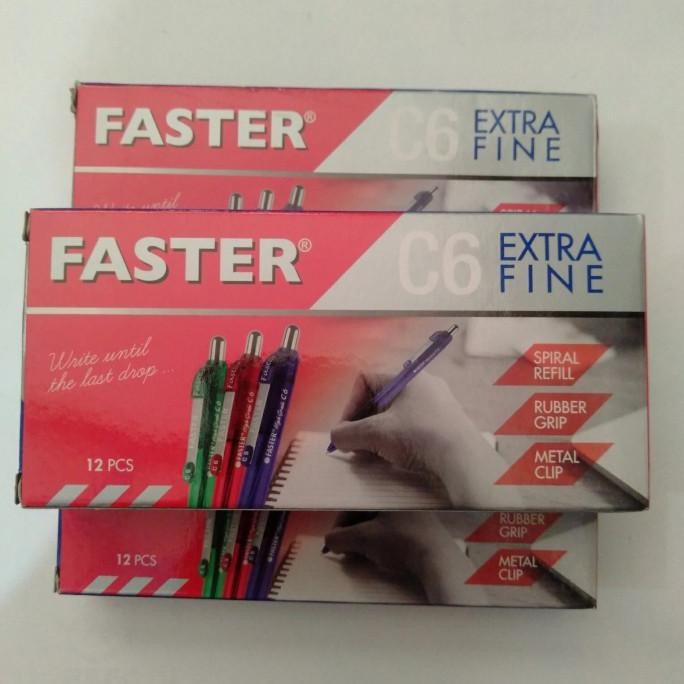 FASTER®
C6
EXTRA
FINE
FASTER®
C6
EXTRA
FINE
Write until
the last drop...
SPIRAL
REFILL
RUBBER
GRIP
METAL
CLIP
12 PCS
RUBBER
GRIP
METAL
CLIP
12 PCS